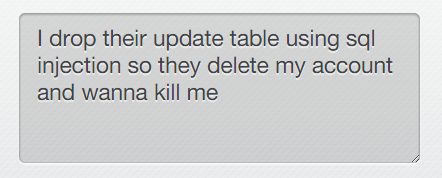 I drop their update table using sql
injection so they delete my account
and wanna kill me